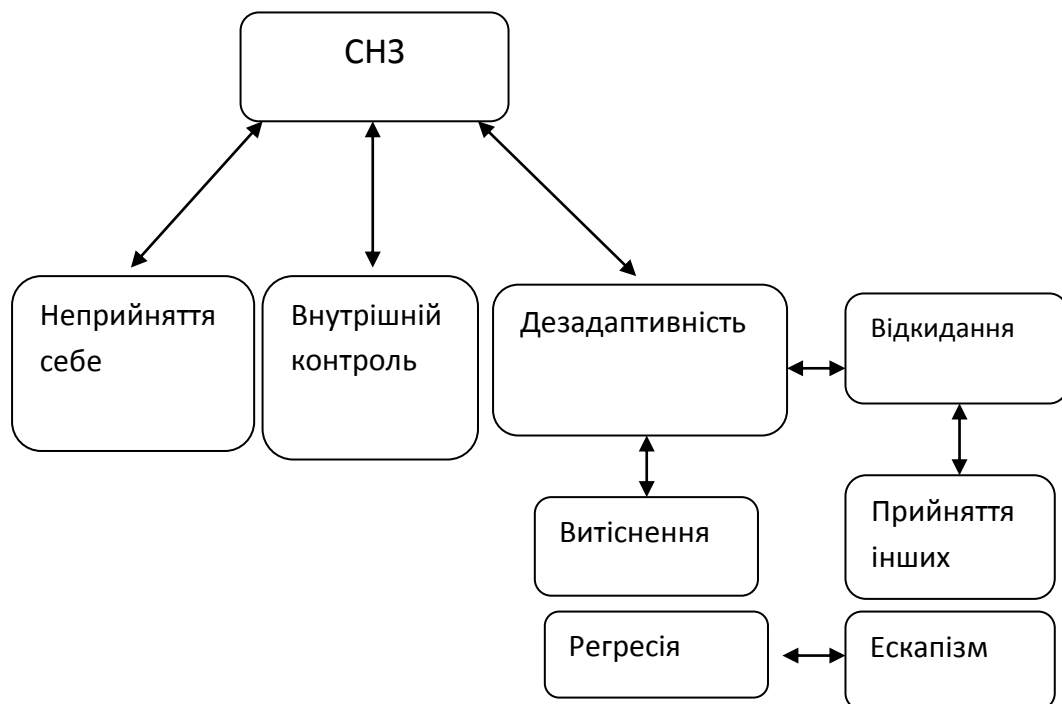 СНЗ
Неприйняття
себе
Внутрішній
контроль
Дезадаптивність
Відкидання
Витіснення
Прийняття
інших
Регресія
Ескапізм